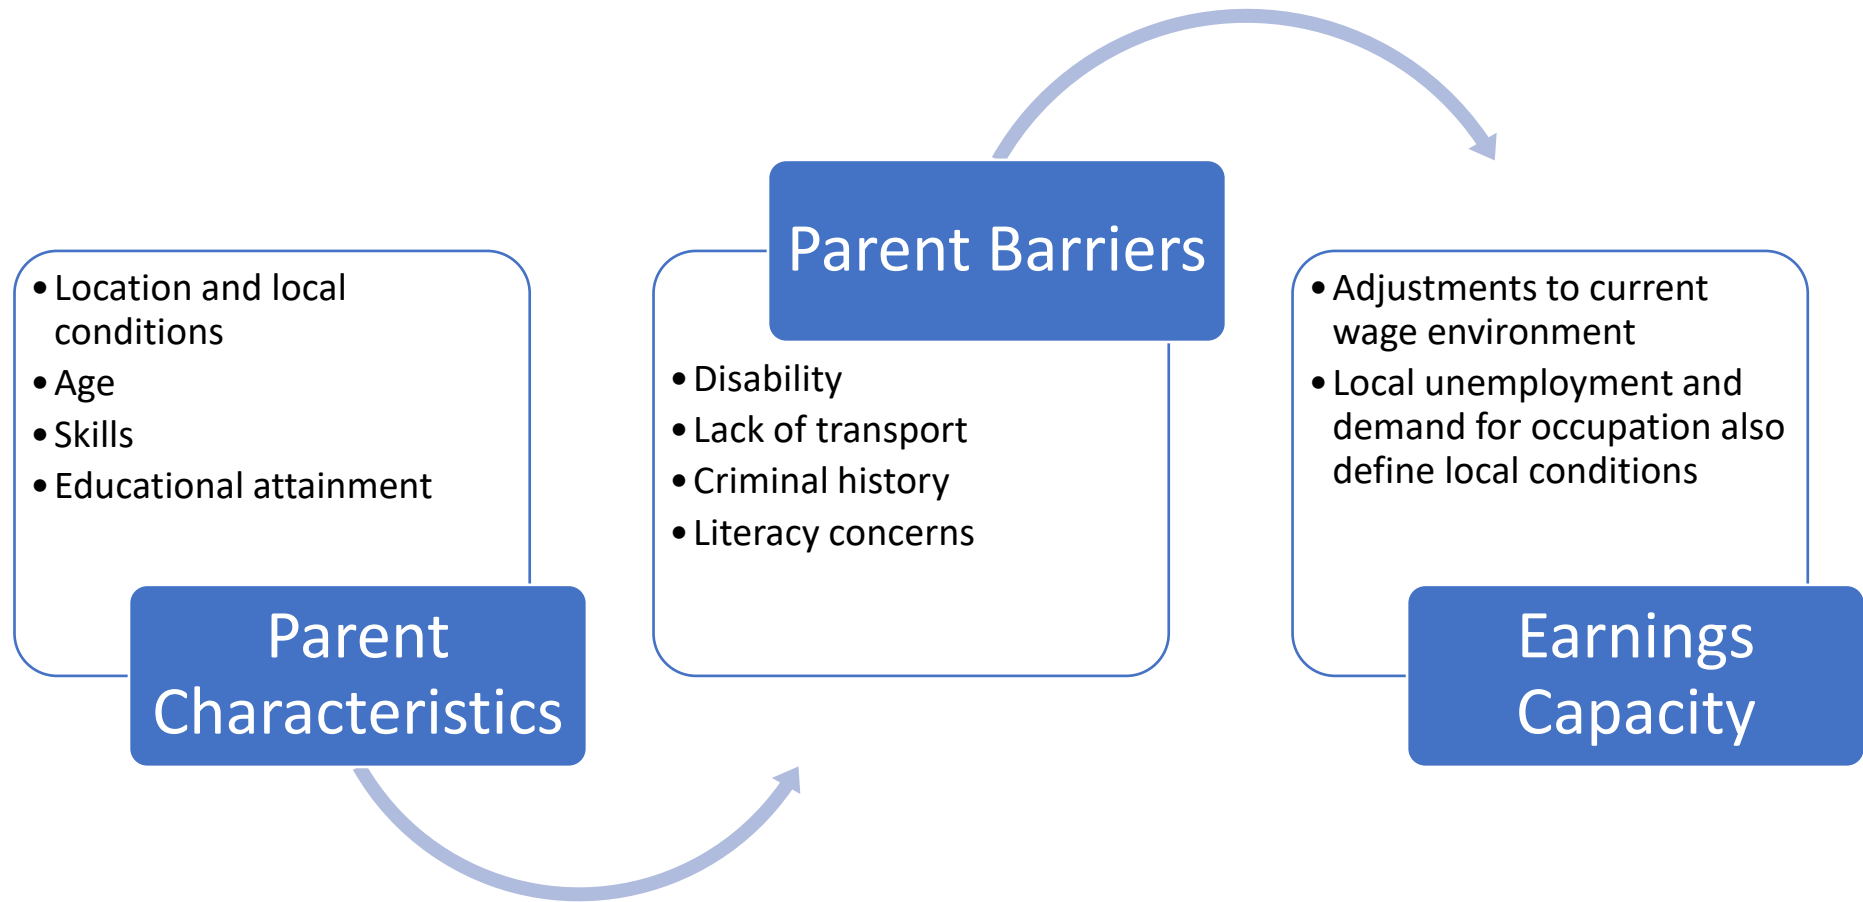 • Location and local
conditions
• Age
• Skills
• Educational attainment
Parent
Characteristics
Parent Barriers
• Disability
• Lack of transport
• Criminal history
• Literacy concerns
• Adjustments to current
wage environment
• Local unemployment and
demand for occupation also
define local conditions
Earnings
Capacity